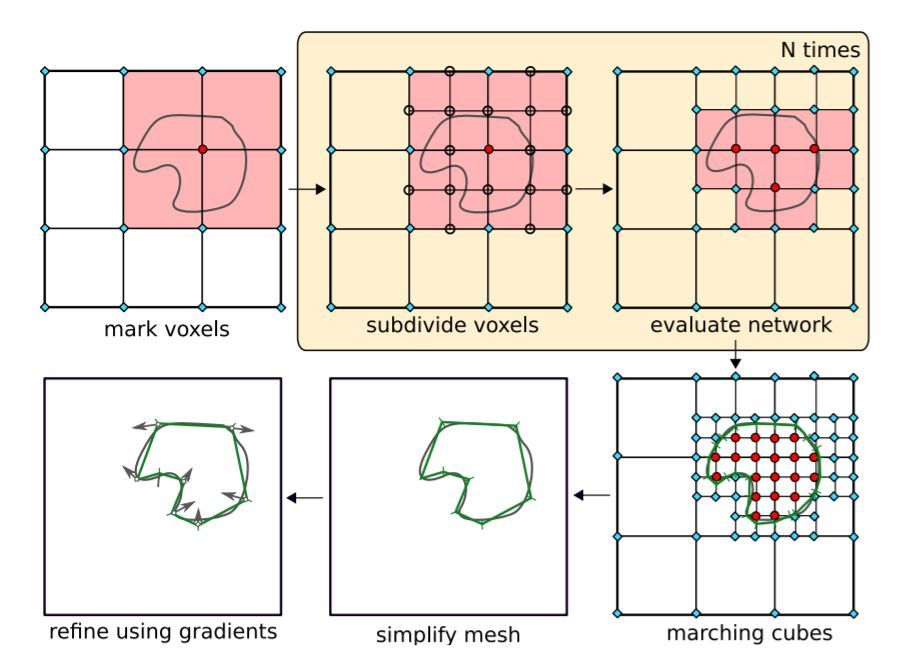 N times
mark voxels
subdivide voxels
evaluate network
refine using gradients
simplify mesh
marching cubes